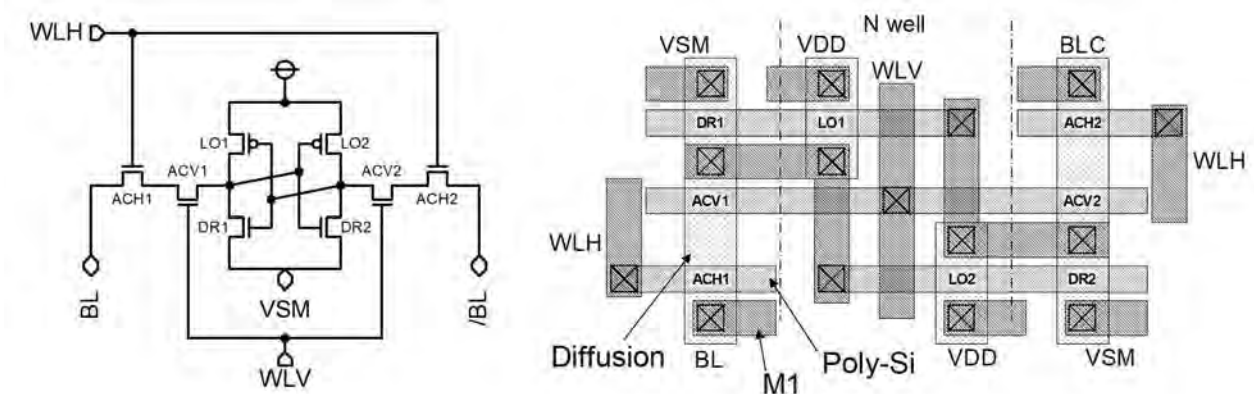 WLH
LO1
LO2
ACV1
ACV2
ACH1
ACH2
DR1
DR2
BL
VSM
/BL
WLV
N well
VSM
VDD
BLC
WLV
DR1
LO1
ACH2
WLH
ACV1
ACV2
WLH
ACH1
LO2
DR2
Diffusion
BL
M1
Poly-Si
VDD
VSM